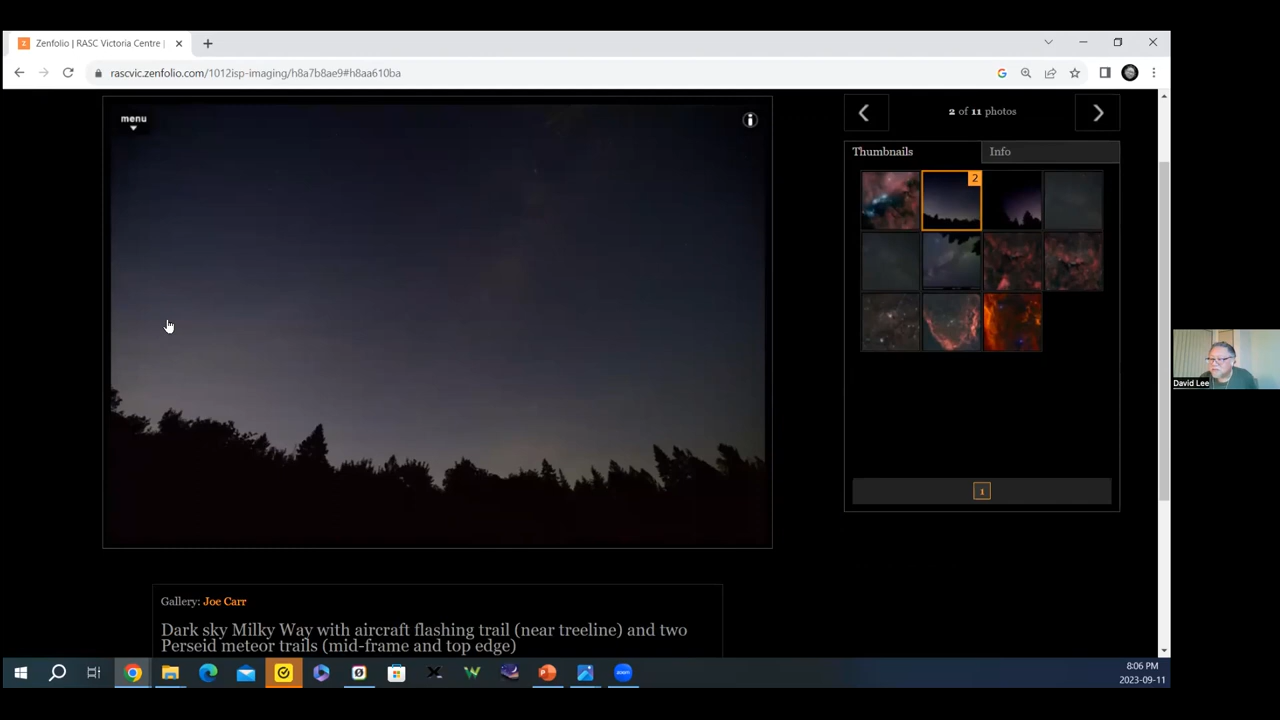 Zenfolio | RASC Victoria Centre |
rascvic.zenfolio.com/1012isp-imaging/h8a7b8ae9#h8aa610ba
menu
2 of 11 photos
Thumbnails
Info
2
1
David Lee
Gallery: Joe Carr
Dark sky Milky Way with aircraft flashing trail (near treeline) and two
Perseid meteor trails (mid-frame and top edge)
8:06 PM
2023-09-11